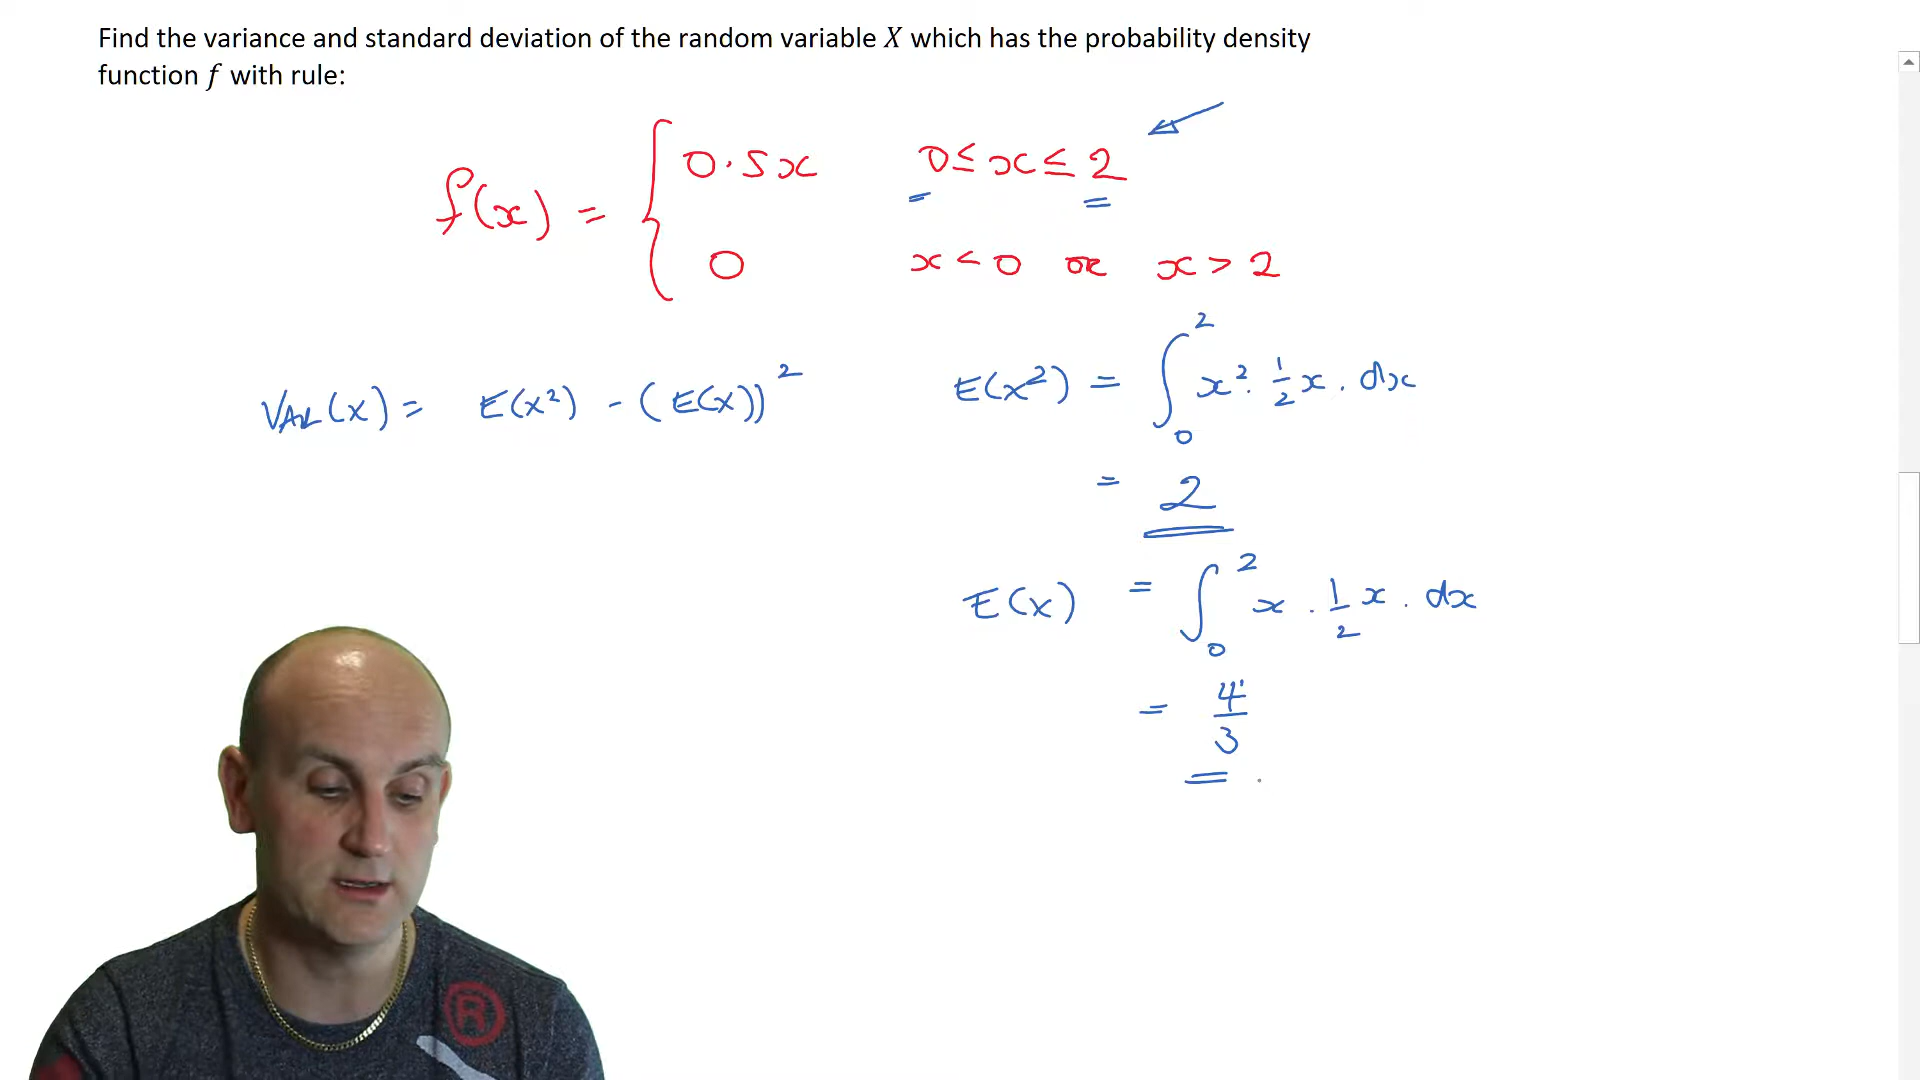 Find the variance and standard deviation of the random variable X which has the probability density
function f with rule:
f(x) = { 0.5x 0 ≤ x ≤ 2
0 x < 0 or x > 2
VAR(X) = E(X²) - (E(X))²
E(X²) = ∫₀² x² · 1/2 x . dx
= 2
E(X) = ∫₀² x . 1/2 x . dx
= 4/3
®